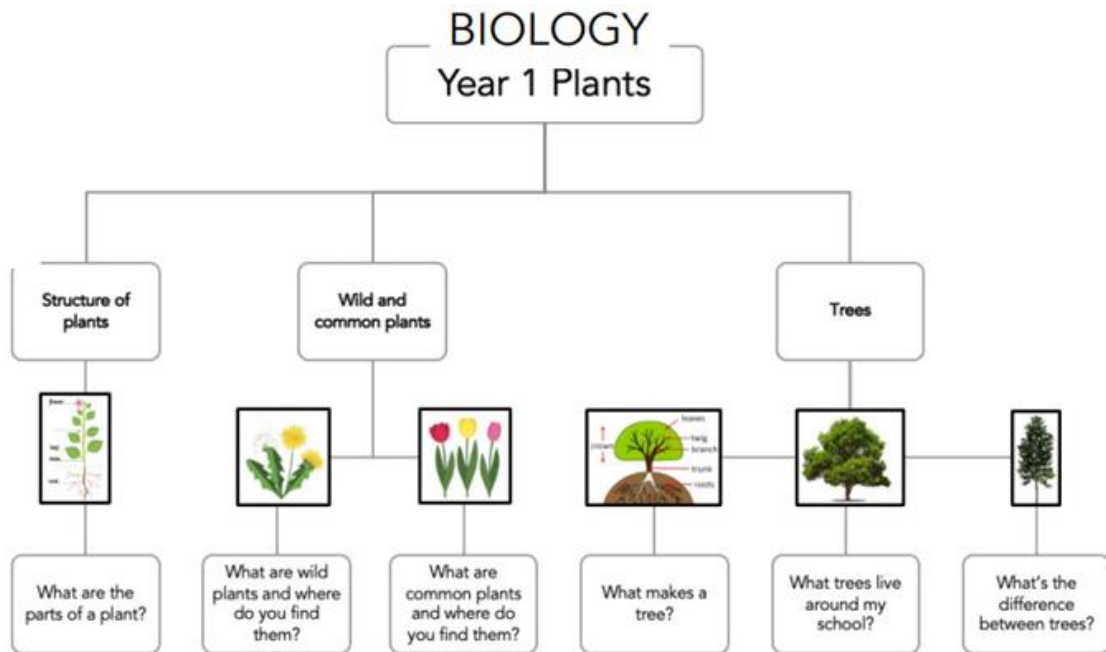 BIOLOGY
Year 1 Plants
Structure of
plants
Wild and
common plants
Trees
leaves
crown
twig
branch
trunk
roots
What are the
parts of a plant?
What are wild
plants and where
do you find
them?
What are
common plants
and where do
you find them?
What makes a
tree?
What trees live
around my
school?
What's the
difference
between trees?